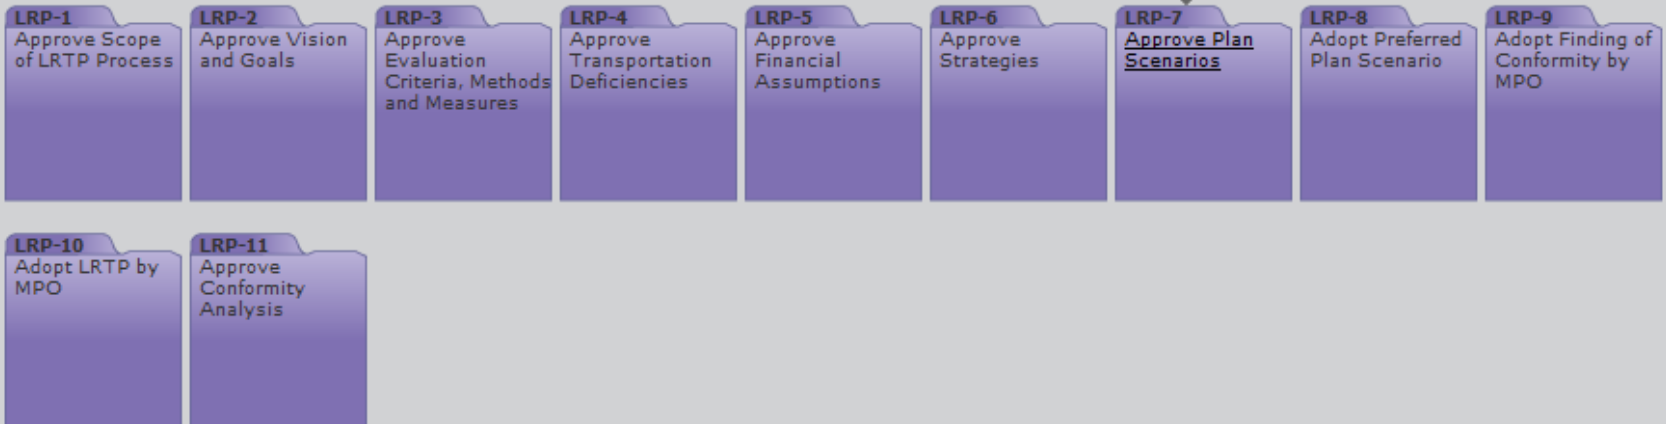 LRP-1
Approve Scope
of LRTP Process
LRP-2
Approve Vision
and Goals
LRP-3
Approve
Evaluation
Criteria, Methods
and Measures
LRP-4
Approve
Transportation
Deficiencies
LRP-5
Approve
Financial
Assumptions
LRP-6
Approve
Strategies
LRP-7
Approve Plan
Scenarios
LRP-8
Adopt Preferred
Plan Scenario
LRP-9
Adopt Finding of
Conformity by
MPO
LRP-10
Adopt LRTP by
MPO
LRP-11
Approve
Conformity
Analysis